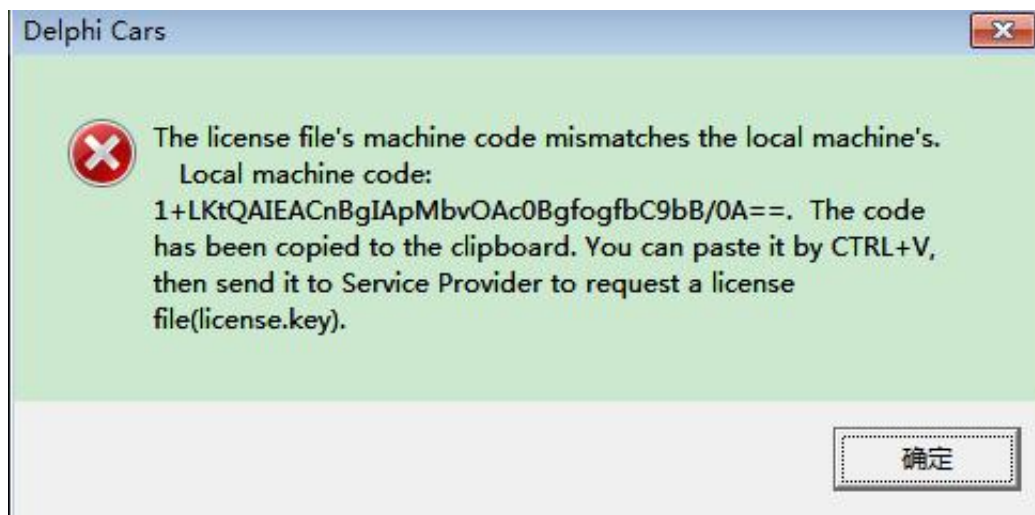 Delphi Cars
The license file's machine code mismatches the local machine's.
Local machine code:
1+LKtQAIEACnBgIApMbvOAc0BgfogfbC9bB/0A==.  The code
has been copied to the clipboard. You can paste it by CTRL+V,
then send it to Service Provider to request a license
file(license.key).
确定